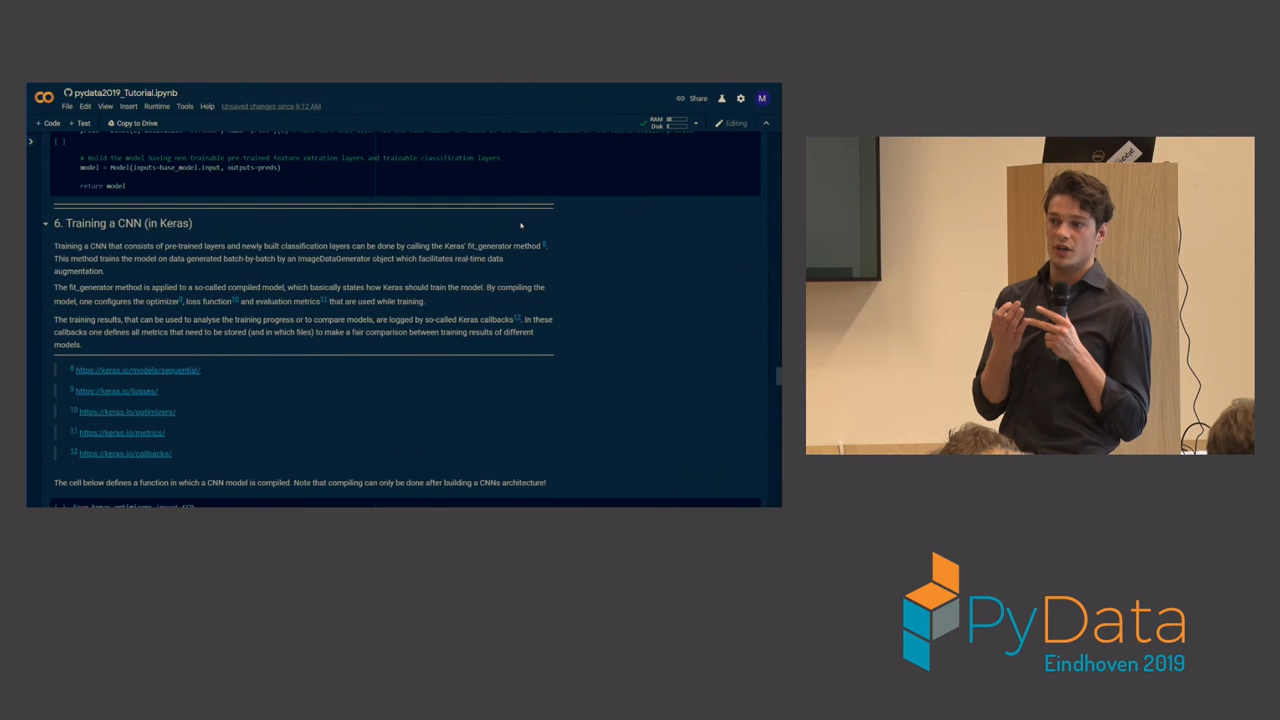 pydata2019_Tutorial.ipynb
File Edit View Insert Runtime Tools Help Unsaved changes since 9:12 AM
Share M
+ Code + Text Copy to Drive
RAM
Disk
Editing
[ ]
# Build the model having non-trainable pre-trained feature extration layers and trainable classification layers
model = Model(inputs=base_model.input, outputs=preds)
return model
6. Training a CNN (in Keras)
Training a CNN that consists of pre-trained layers and newly built classification layers can be done by calling the Keras' fit_generator method 8.
This method trains the model on data generated batch-by-batch by an ImageDataGenerator object which facilitates real-time data
augmentation.
The fit_generator method is applied to a so-called compiled model, which basically states how Keras should train the model. By compiling the
model, one configures the optimizer9, loss function10 and evaluation metrics11 that are used while training.
The training results, that can be used to analyse the training progress or to compare models, are logged by so-called Keras callbacks12. In these
callbacks one defines all metrics that need to be stored (and in which files) to make a fair comparison between training results of different
models.
8 https://keras.io/models/sequential/
9 https://keras.io/losses/
10 https://keras.io/optimizers/
11 https://keras.io/metrics/
12 https://keras.io/callbacks/
The cell below defines a function in which a CNN model is compiled. Note that compiling can only be done after building a CNNs architecture!
PyData
Eindhoven 2019